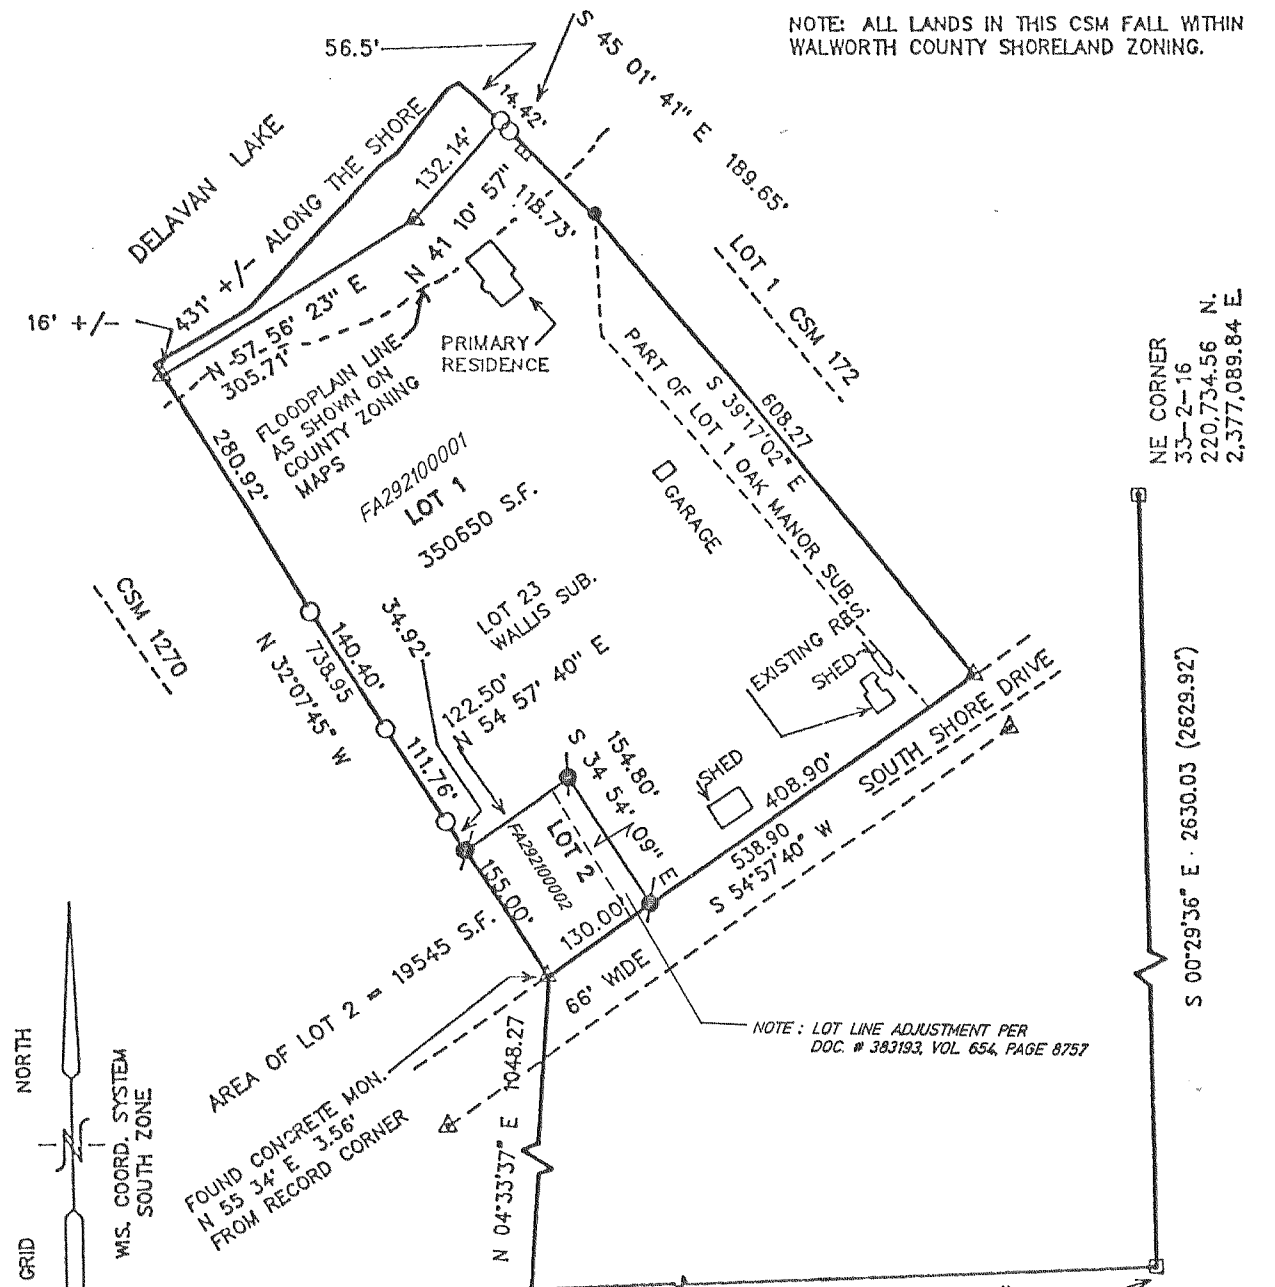 NOTE: ALL LANDS IN THIS CSM FALL WITHIN
WALWORTH COUNTY SHORELAND ZONING.
56.5'
S 45 01' 41" E 189.65'
14.42'
132.14'
118.73'
DELAVAN LAKE
431' +/- ALONG THE SHORE
16' +/-
N 57 56' 23" E
305.71'
N 41 10' 57"
PRIMARY
RESIDENCE
FLOODPLAIN LINE
AS SHOWN ON
COUNTY ZONING
MAPS
LOT 1 CSM 172
PART OF LOT 1 OAK MANOR SUB.
S 39°17'02" E
608.27
NE CORNER
33-2-16
220,734.56 N.
2,377,089.84 E.
280.92'
FA292100001
LOT 1
350650 S.F.
GARAGE
LOT 23
WALLIS SUB.
CSM 1270
N 32°07'45" W
738.95
140.40'
34.92'
111.76'
122.50'
N 54 57' 40" E
S 34 54' 09" E
154.80'
EXISTING RES.
SHED
SHED
408.90'
SOUTH SHORE DRIVE
538.90
S 54°57'40" W
FA292100002
LOT 2
155.00'
130.00'
66' WIDE
AREA OF LOT 2 = 19545 S.F.
NOTE: LOT LINE ADJUSTMENT PER
DOC. # 383193, VOL. 654, PAGE 8757
FOUND CONCRETE MON.
N 55 34' E 3.56'
FROM RECORD CORNER
N 04°33'37" E 1048.27
S 00°29'36" E - 2630.03 (2629.92')
GRID NORTH
WIS. COORD. SYSTEM
SOUTH ZONE